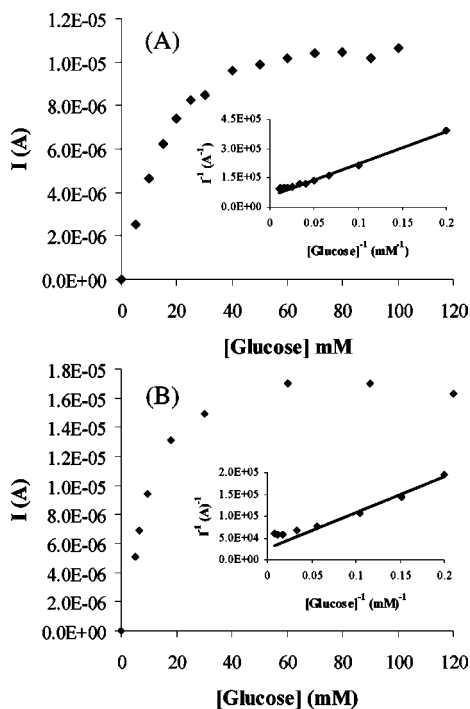 (A)
1.2E-05
1.0E-05
8.0E-06
6.0E-06
4.0E-06
2.0E-06
0.0E+00
I (A)
0 20 40 60 80 100 120
[Glucose] mM
4.5E+05
3.0E+05
1.5E+05
0.0E+00
I⁻¹ (A⁻¹)
0 0.05 0.1 0.15 0.2
[Glucose]⁻¹ (mM⁻¹)
(B)
1.8E-05
1.6E-05
1.4E-05
1.2E-05
1.0E-05
8.0E-06
6.0E-06
4.0E-06
2.0E-06
0.0E+00
I (A)
0 20 40 60 80 100 120
[Glucose] (mM)
2.0E+05
1.5E+05
1.0E+05
5.0E+04
0.0E+00
I⁻¹ (A)⁻¹
0 0.05 0.1 0.15 0.2
[Glucose]⁻¹ (mM)⁻¹